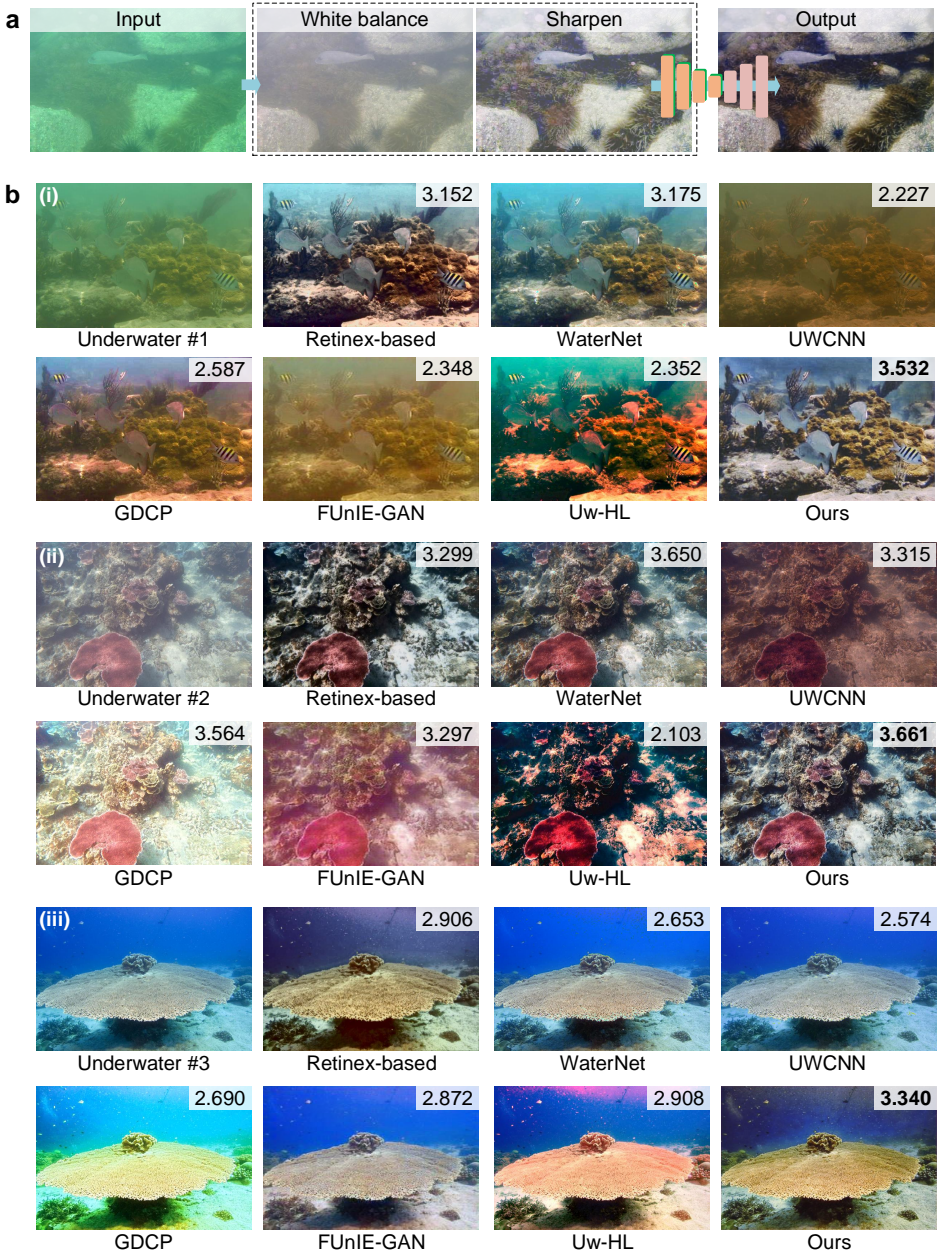 a
Input White balance Sharpen Output
b
(i) 3.152 3.175 2.227
Underwater #1 Retinex-based WaterNet UWCNN
2.587 2.348 2.352 3.532
GDCP FUnIE-GAN Uw-HL Ours
(ii) 3.299 3.650 3.315
Underwater #2 Retinex-based WaterNet UWCNN
3.564 3.297 2.103 3.661
GDCP FUnIE-GAN Uw-HL Ours
(iii) 2.906 2.653 2.574
Underwater #3 Retinex-based WaterNet UWCNN
2.690 2.872 2.908 3.340
GDCP FUnIE-GAN Uw-HL Ours